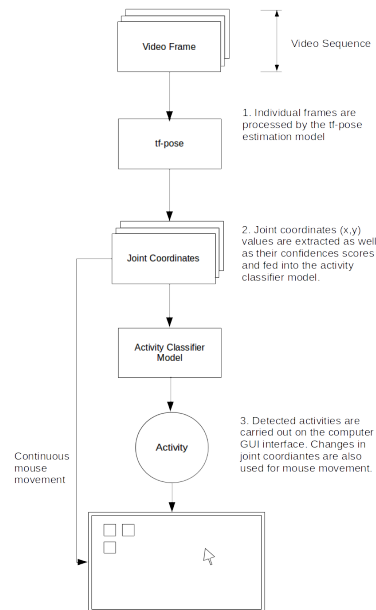 Video Frame
Video Sequence
1. Individual frames are
processed by the tf-pose
estimation model
tf-pose
2. Joint coordinates (x,y)
values are extracted as well
as their confidences scores
and fed into the activity
classifier model.
Joint Coordinates
Activity Classifier
Model
3. Detected activities are
carried out on the computer
GUI interface. Changes in
joint coordiantes are also
used for mouse movement.
Activity
Continuous
mouse
movement